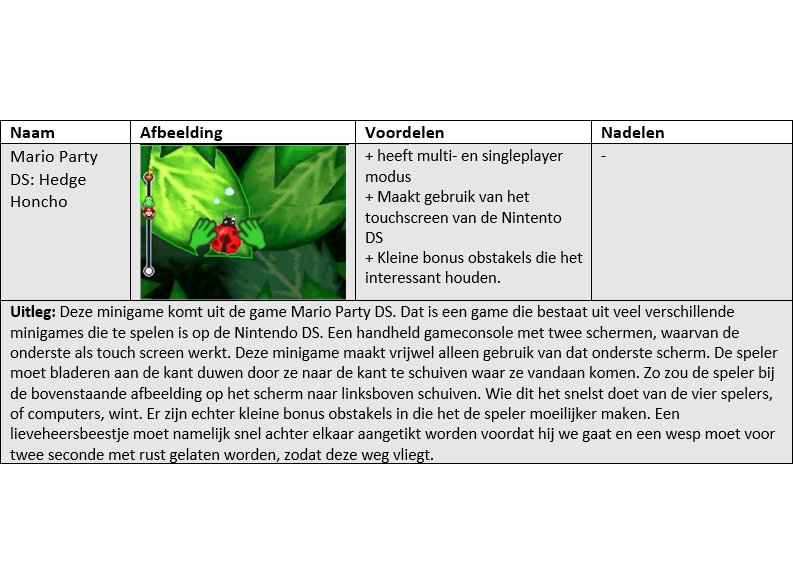 Naam
Afbeelding
Voordelen
Nadelen
Mario Party
DS: Hedge
Honcho
+ heeft multi- en singleplayer
modus
+ Maakt gebruik van het
touchscreen van de Nintento
DS
+ Kleine bonus obstakels die het
interessant houden.
-
Uitleg: Deze minigame komt uit de game Mario Party DS. Dat is een game die bestaat uit veel verschillende
minigames die te spelen is op de Nintendo DS. Een handheld gameconsole met twee schermen, waarvan de
onderste als touch screen werkt. Deze minigame maakt vrijwel alleen gebruik van dat onderste scherm. De speler
moet bladeren aan de kant duwen door ze naar de kant te schuiven waar ze vandaan komen. Zo zou de speler bij
de bovenstaande afbeelding op het scherm naar linksboven schuiven. Wie dit het snelst doet van de vier spelers,
of computers, wint. Er zijn echter kleine bonus obstakels in die het de speler moeilijker maken. Een
lieveheersbeestje moet namelijk snel achter elkaar aangetikt worden voordat hij we gaat en een wesp moet voor
twee seconde met rust gelaten worden, zodat deze weg vliegt.